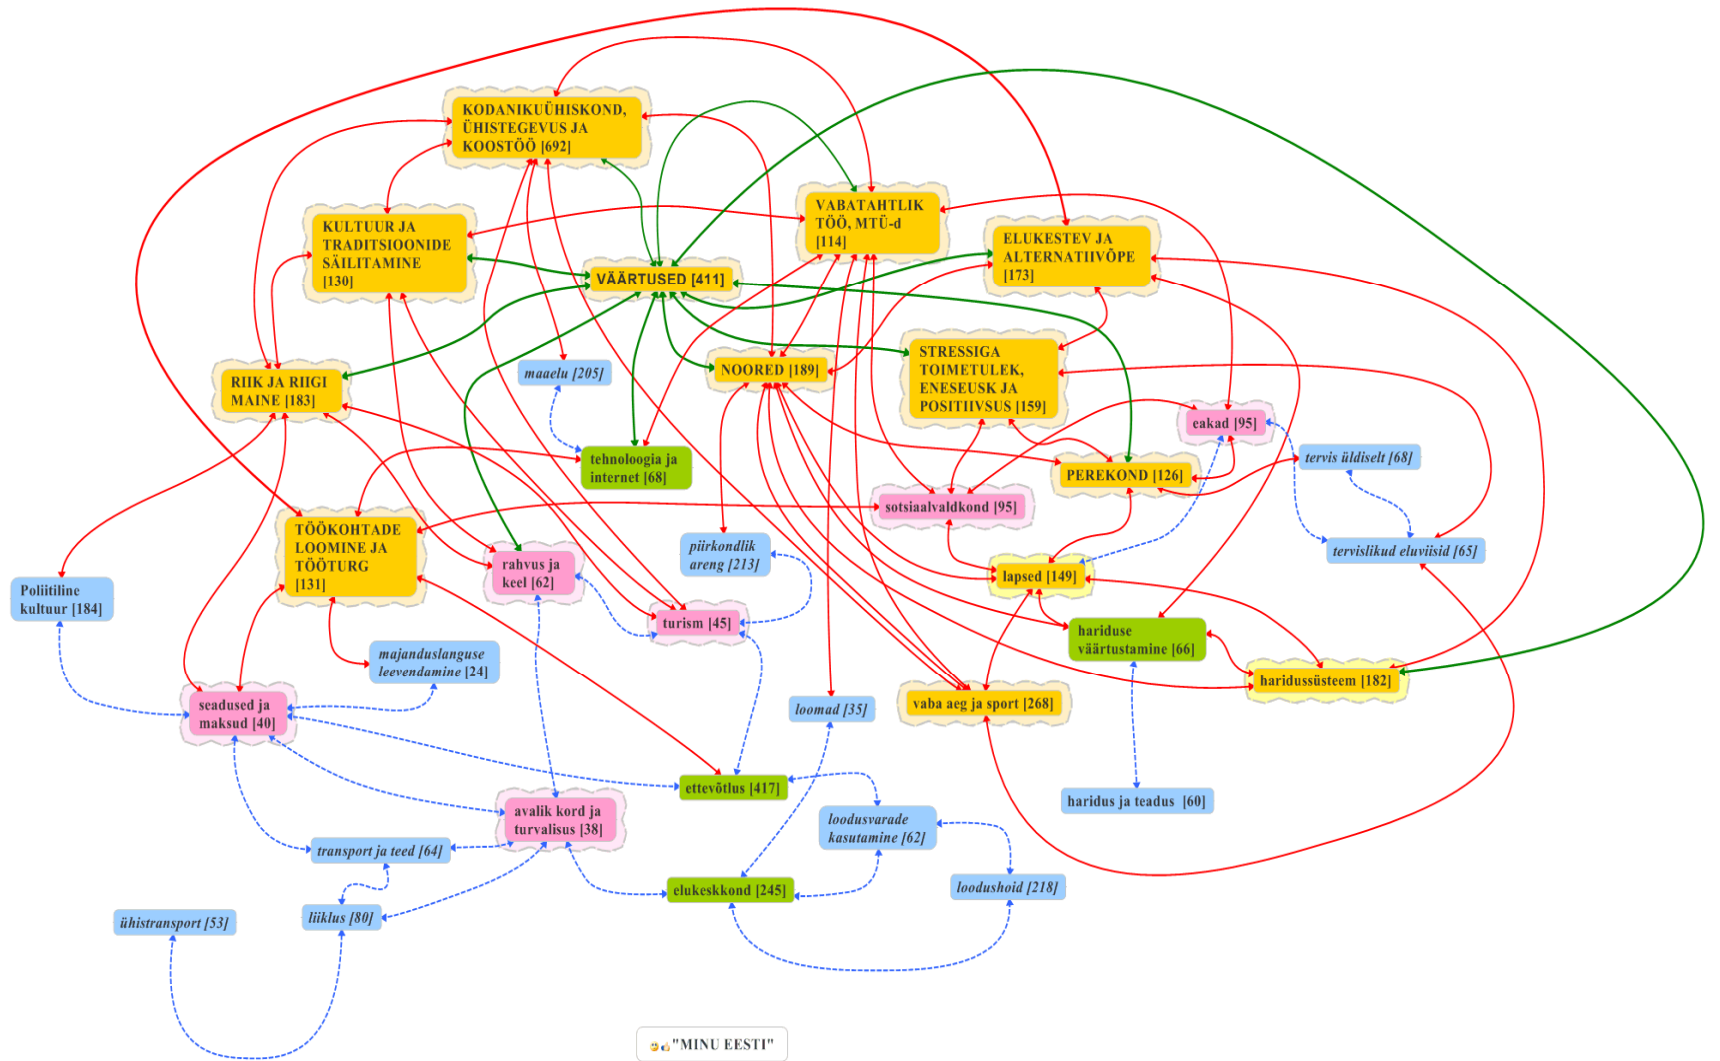 KODANIKUÜHISKOND,
ÜHISTEGEVUS JA
KOOSTÖÖ [692]
VABATAHTLIK
TÖÖ, MTÜ-d
[114]
KULTUUR JA
TRADITSIOONIDE
SÄILITAMINE
[130]
ELUKESTEV JA
ALTERNATIIVÕPE
[173]
VÄÄRTUSED [411]
STRESSIGA
TOIMETULEK,
ENESEUSK JA
POSITIIVSUS [159]
RIIK JA RIIGI
MAINE [183]
maaelu [205]
NOORED [189]
eakad [95]
tervis üldiselt [68]
tehnoloogia ja
internet [68]
PEREKOND [126]
sotsiaalvaldkond [95]
TÖÖKOHTADE
LOOMINE JA
TÖÖTURG
[131]
piirkondlik
areng [213]
tervislikud eluviisid [65]
rahvus ja
keel [62]
lapsed [149]
Poliitiline
kultuur [184]
turism [45]
hariduse
väärtustamine [66]
majanduslanguse
leevendamine [24]
haridussüsteem [182]
seadused ja
maksud [40]
loomad [35]
vaba aeg ja sport [268]
ettevõtlus [417]
haridus ja teadus [60]
avalik kord ja
turvalisus [38]
loodusvarade
kasutamine [62]
transport ja teed [64]
elukeskkond [245]
loodushoid [218]
ühistransport [53]
liiklus [80]
"MINU EESTI"